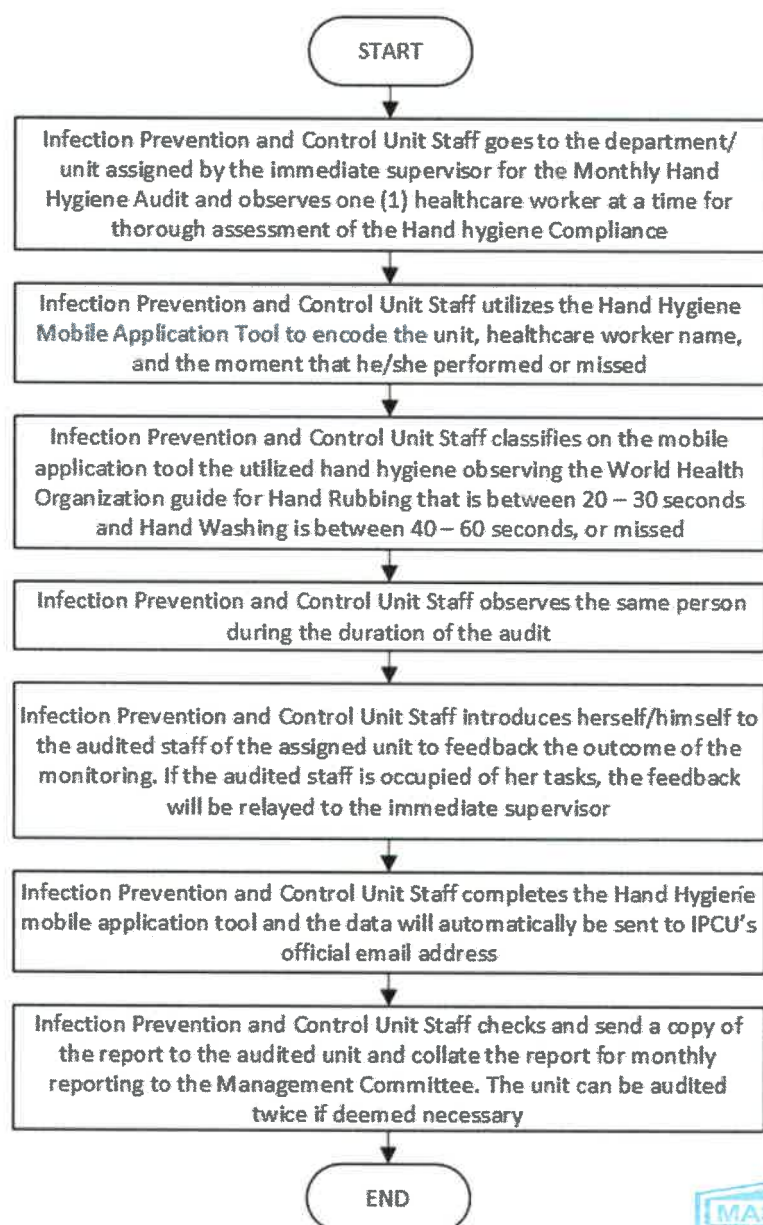 START
Infection Prevention and Control Unit Staff goes to the department/
unit assigned by the immediate supervisor for the Monthly Hand
Hygiene Audit and observes one (1) healthcare worker at a time for
thorough assessment of the Hand hygiene Compliance
Infection Prevention and Control Unit Staff utilizes the Hand Hygiene
Mobile Application Tool to encode the unit, healthcare worker name,
and the moment that he/she performed or missed
Infection Prevention and Control Unit Staff classifies on the mobile
application tool the utilized hand hygiene observing the World Health
Organization guide for Hand Rubbing that is between 20 – 30 seconds
and Hand Washing is between 40 – 60 seconds, or missed
Infection Prevention and Control Unit Staff observes the same person
during the duration of the audit
Infection Prevention and Control Unit Staff introduces herself/himself to
the audited staff of the assigned unit to feedback the outcome of the
monitoring. If the audited staff is occupied of her tasks, the feedback
will be relayed to the immediate supervisor
Infection Prevention and Control Unit Staff completes the Hand Hygiene
mobile application tool and the data will automatically be sent to IPCU's
official email address
Infection Prevention and Control Unit Staff checks and send a copy of
the report to the audited unit and collate the report for monthly
reporting to the Management Committee. The unit can be audited
twice if deemed necessary
END